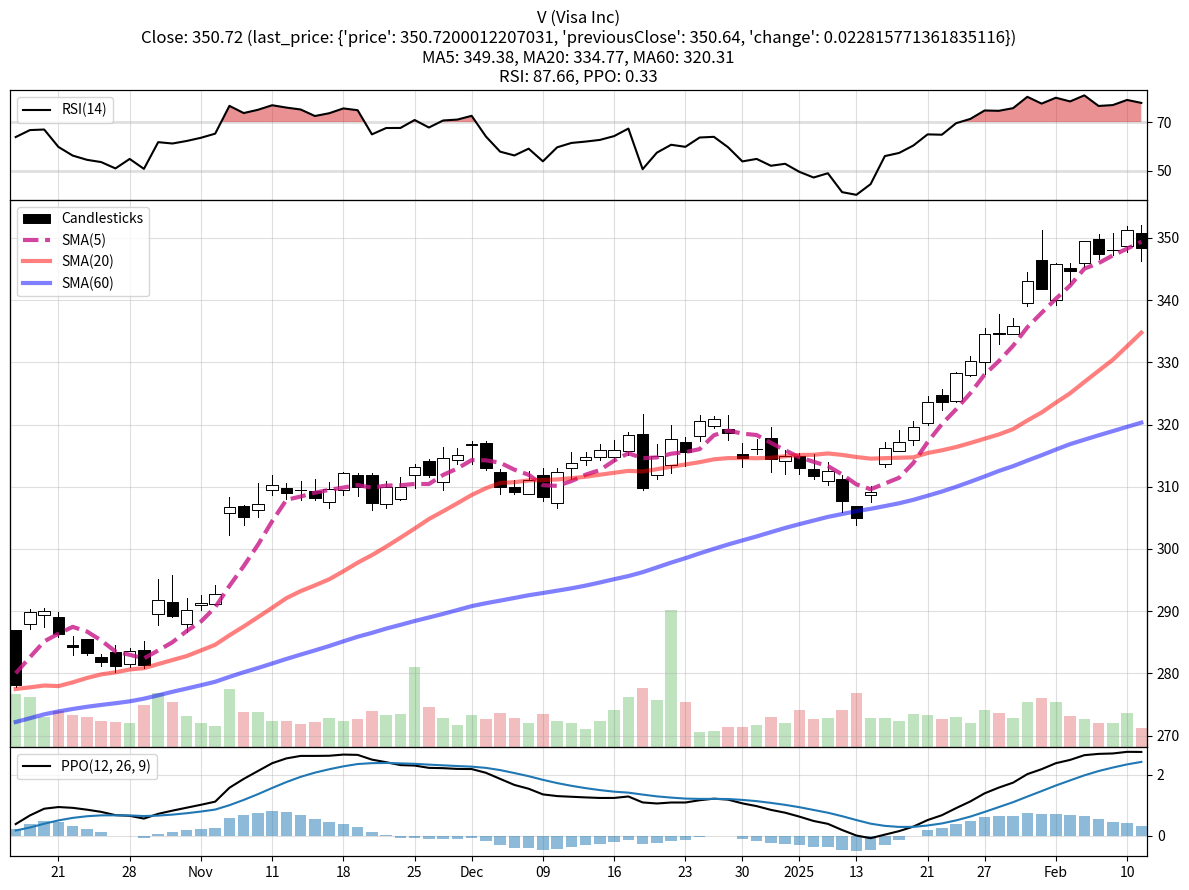 V (Visa Inc)
Close: 350.72 (last_price: {'price': 350.7200012207031, 'previousClose': 350.64, 'change': 0.022815771361835116})
MA5: 349.38, MA20: 334.77, MA60: 320.31
RSI: 87.66, PPO: 0.33
RSI(14)
70
50
Candlesticks
SMA(5)
SMA(20)
SMA(60)
350
340
330
320
310
300
290
280
270
PPO(12, 26, 9)
2
0
21 28 Nov 11 18 25 Dec 09 16 23 30 2025 13 21 27 Feb 10